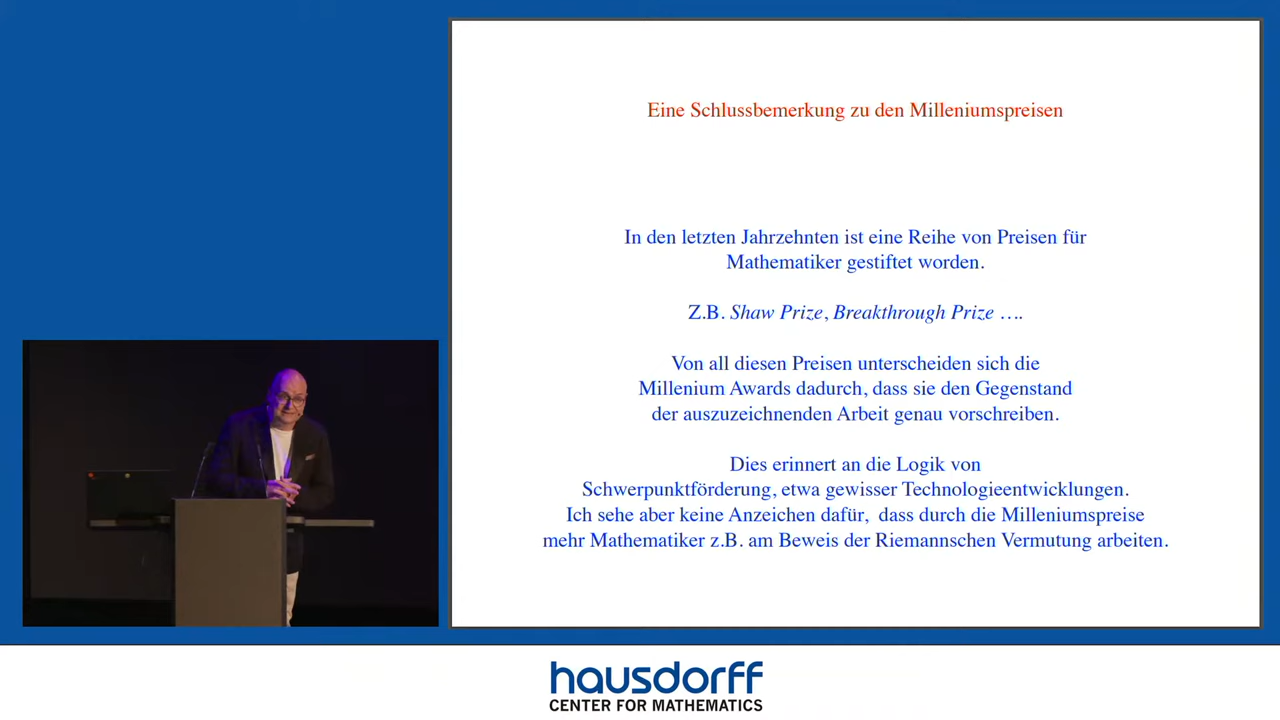 Eine Schlussbemerkung zu den Milleniumspreisen
In den letzten Jahrzehnten ist eine Reihe von Preisen für
Mathematiker gestiftet worden.
Z.B. Shaw Prize, Breakthrough Prize ….
Von all diesen Preisen unterscheiden sich die
Millenium Awards dadurch, dass sie den Gegenstand
der auszuzeichnenden Arbeit genau vorschreiben.
Dies erinnert an die Logik von
Schwerpunktförderung, etwa gewisser Technologieentwicklungen.
Ich sehe aber keine Anzeichen dafür, dass durch die Milleniumspreise
mehr Mathematiker z.B. am Beweis der Riemannschen Vermutung arbeiten.
hausdorff
CENTER FOR MATHEMATICS